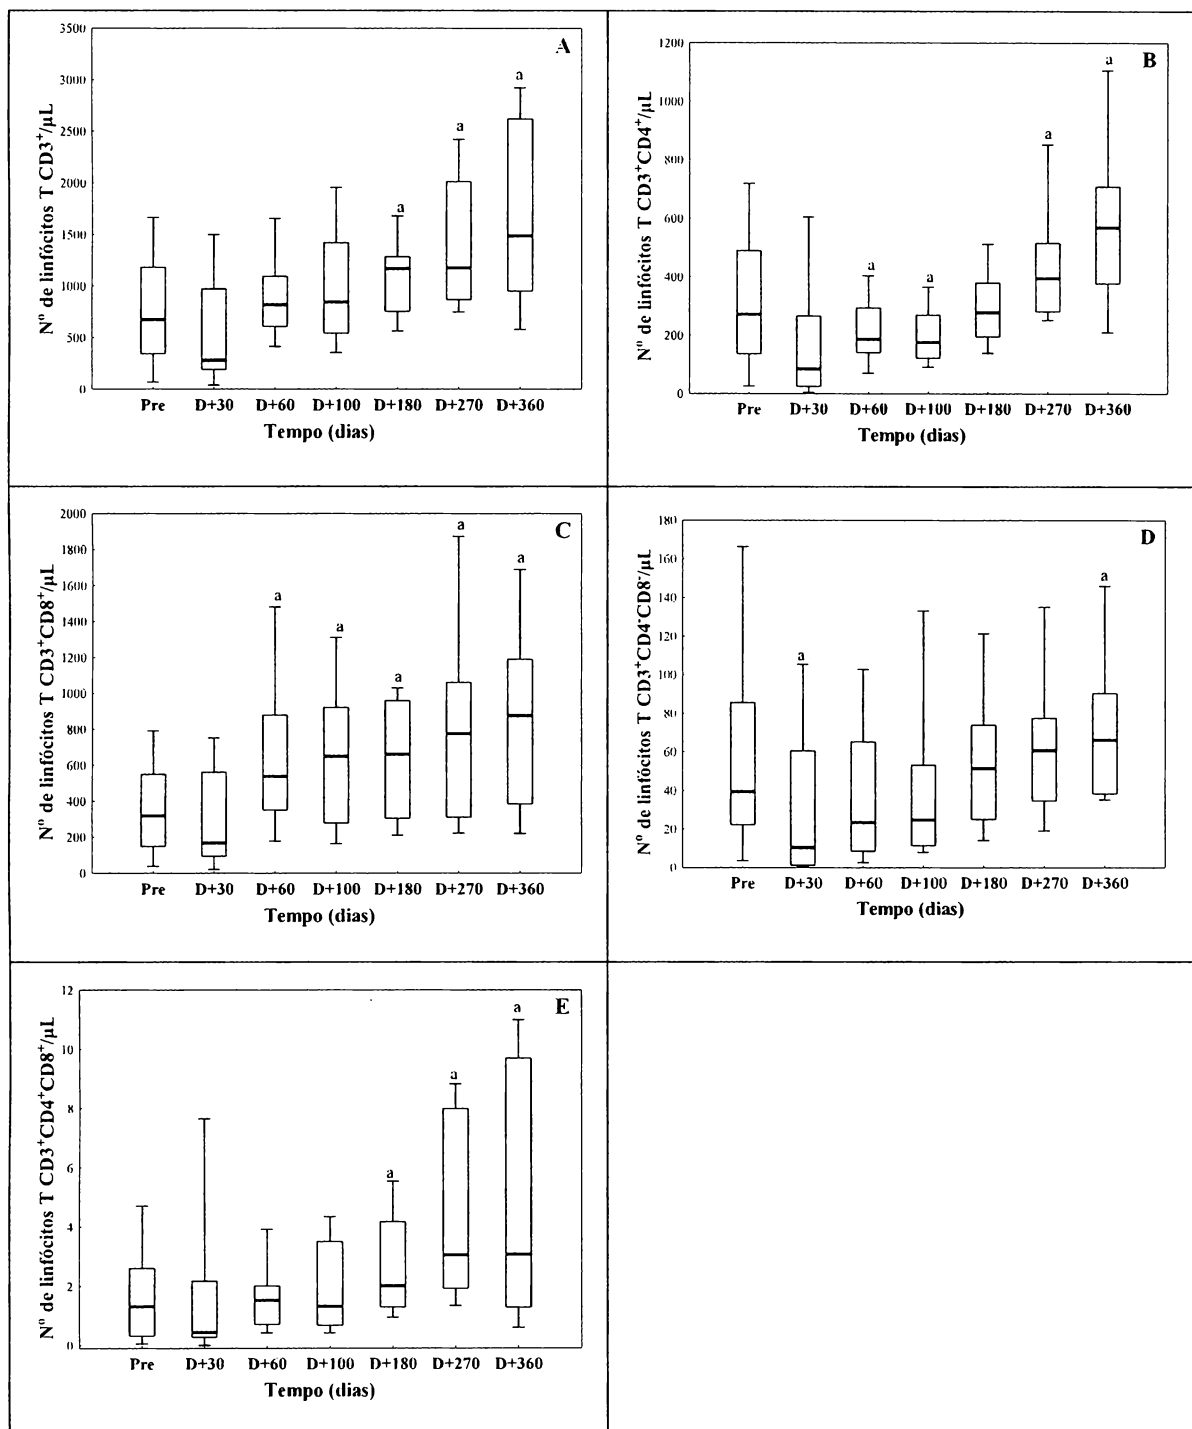 A
Nº de linfócitos T CD3⁺/µL
3500
3000
2500
2000
1500
1000
500
0
a
a
a
Pre D+30 D+60 D+100 D+180 D+270 D+360
Tempo (dias)
B
Nº de linfócitos T CD3⁺CD4⁺/µL
1200
1000
800
600
400
200
0
a
a
a
a
Pre D+30 D+60 D+100 D+180 D+270 D+360
Tempo (dias)
C
Nº de linfócitos T CD3⁺CD8⁺/µL
2000
1800
1600
1400
1200
1000
800
600
400
200
0
a
a
a
a
a
Pre D+30 D+60 D+100 D+180 D+270 D+360
Tempo (dias)
D
Nº de linfócitos T CD3⁺CD4⁻CD8⁻/µL
180
160
140
120
100
80
60
40
20
0
a
a
Pre D+30 D+60 D+100 D+180 D+270 D+360
Tempo (dias)
E
Nº de linfócitos T CD3⁺CD4⁺CD8⁺/µL
12
10
8
6
4
2
0
a
a
a
Pre D+30 D+60 D+100 D+180 D+270 D+360
Tempo (dias)